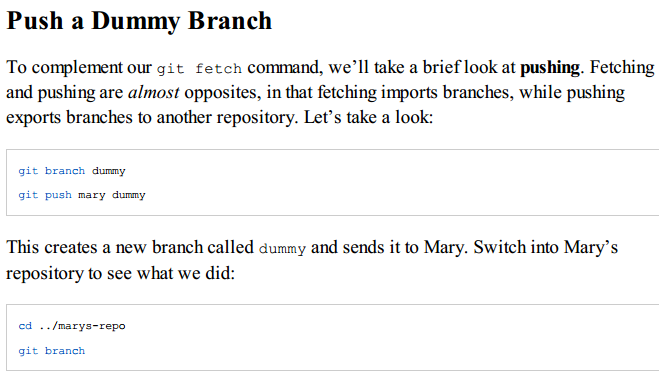 Push a Dummy Branch
To complement our git fetch command, we’ll take a brief look at pushing. Fetching
and pushing are almost opposites, in that fetching imports branches, while pushing
exports branches to another repository. Let’s take a look:
git branch dummy
git push mary dummy
This creates a new branch called dummy and sends it to Mary. Switch into Mary’s
repository to see what we did:
cd ../marys-repo
git branch